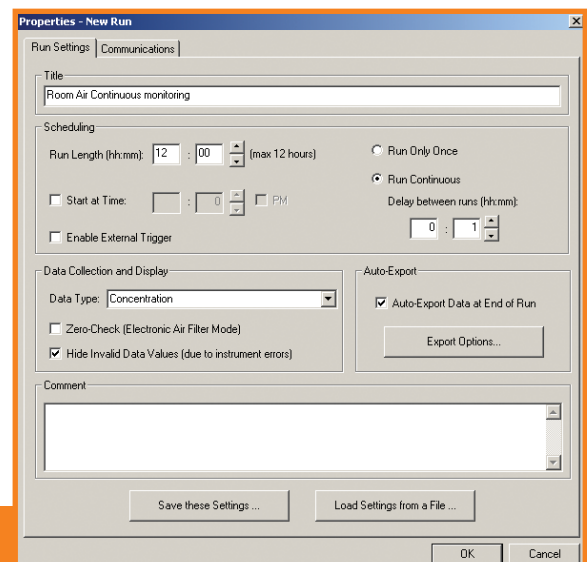 Properties - New Run
Run Settings
Communications
Title
Room Air Continuous monitoring
Scheduling
Run Length (hh:mm): 12 : 00 (max 12 hours)
Start at Time: : 0 PM
Enable External Trigger
Run Only Once
Run Continuous
Delay between runs (hh:mm):
0 : 1
Data Collection and Display
Data Type: Concentration
Zero-Check (Electronic Air Filter Mode)
Hide Invalid Data Values (due to instrument errors)
Auto-Export
Auto-Export Data at End of Run
Export Options...
Comment
Save these Settings ...
Load Settings from a File ...
OK
Cancel